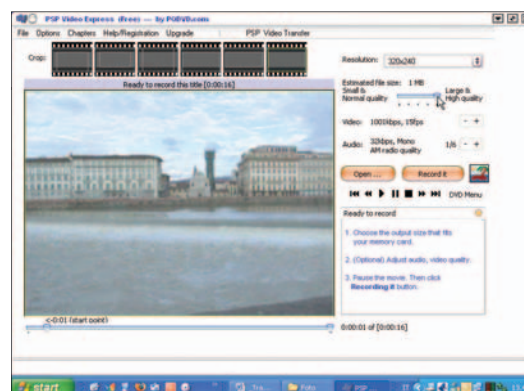 PSP Video Express (Free) --- by PQDVD.com
File Options Chapters Help/Registration Upgrade PSP Video Transfer
Crop:
Ready to record this title [0:00:16]
Resolution: 320x240
Estimated file size: 1 MB
Small & Normal quality
Large & High quality
Video: 1001kbps, 15fps - +
Audio: 32kbps, Mono
AM radio quality
1/6 - +
Open ... Record it
DVD Menu
Ready to record
1. Choose the output size that fits
your memory card.
2. (Optional) Adjust audio, video quality.
3. Pause the movie. Then click
Recording it button.
<-0:01 (start point)
0:00:01 of [0:00:16]
start Foto PSP IT